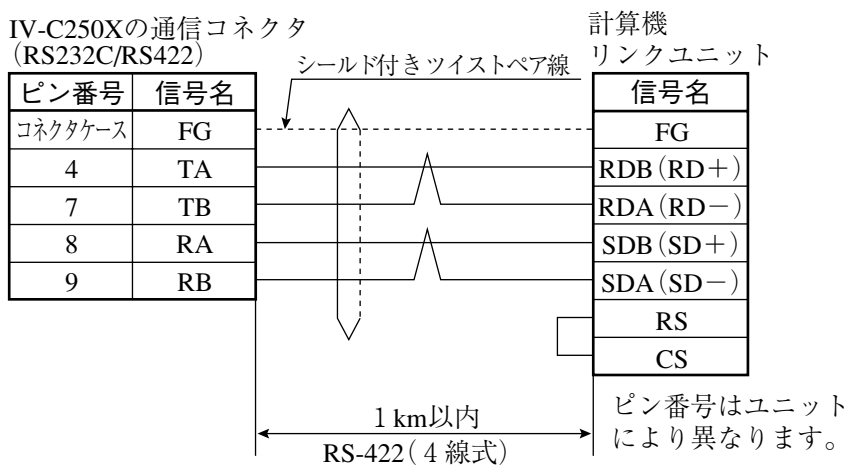 IV-C250Xの通信コネクタ
(RS232C/RS422)
計算機
リンクユニット
シールド付きツイストペア線
ピン番号 信号名
信号名
コネクタケース FG
FG
4 TA
RDB(RD+)
7 TB
RDA(RD−)
8 RA
SDB(SD+)
9 RB
SDA(SD−)
RS
CS
1 km以内
RS-422(4線式)
ピン番号はユニット
により異なります。